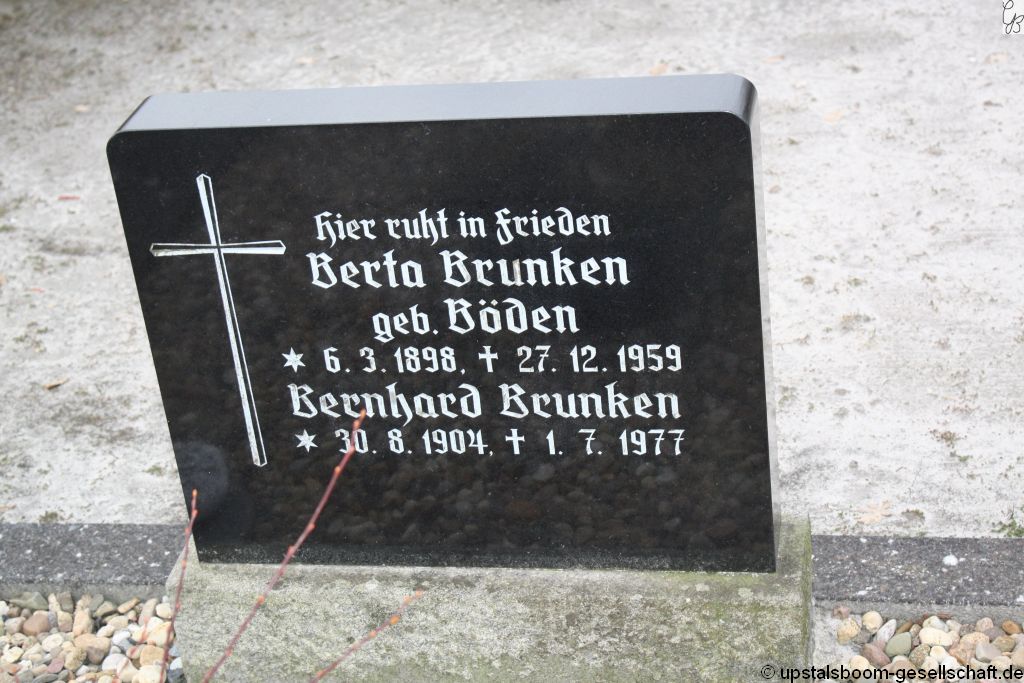 Hier ruht in Frieden
Berta Brunken
geb. Böden
* 6. 3. 1898, † 27. 12. 1959
Bernhard Brunken
* 30. 8. 1904, † 1. 7. 1977
© upstalsboom-gesellschaft.de